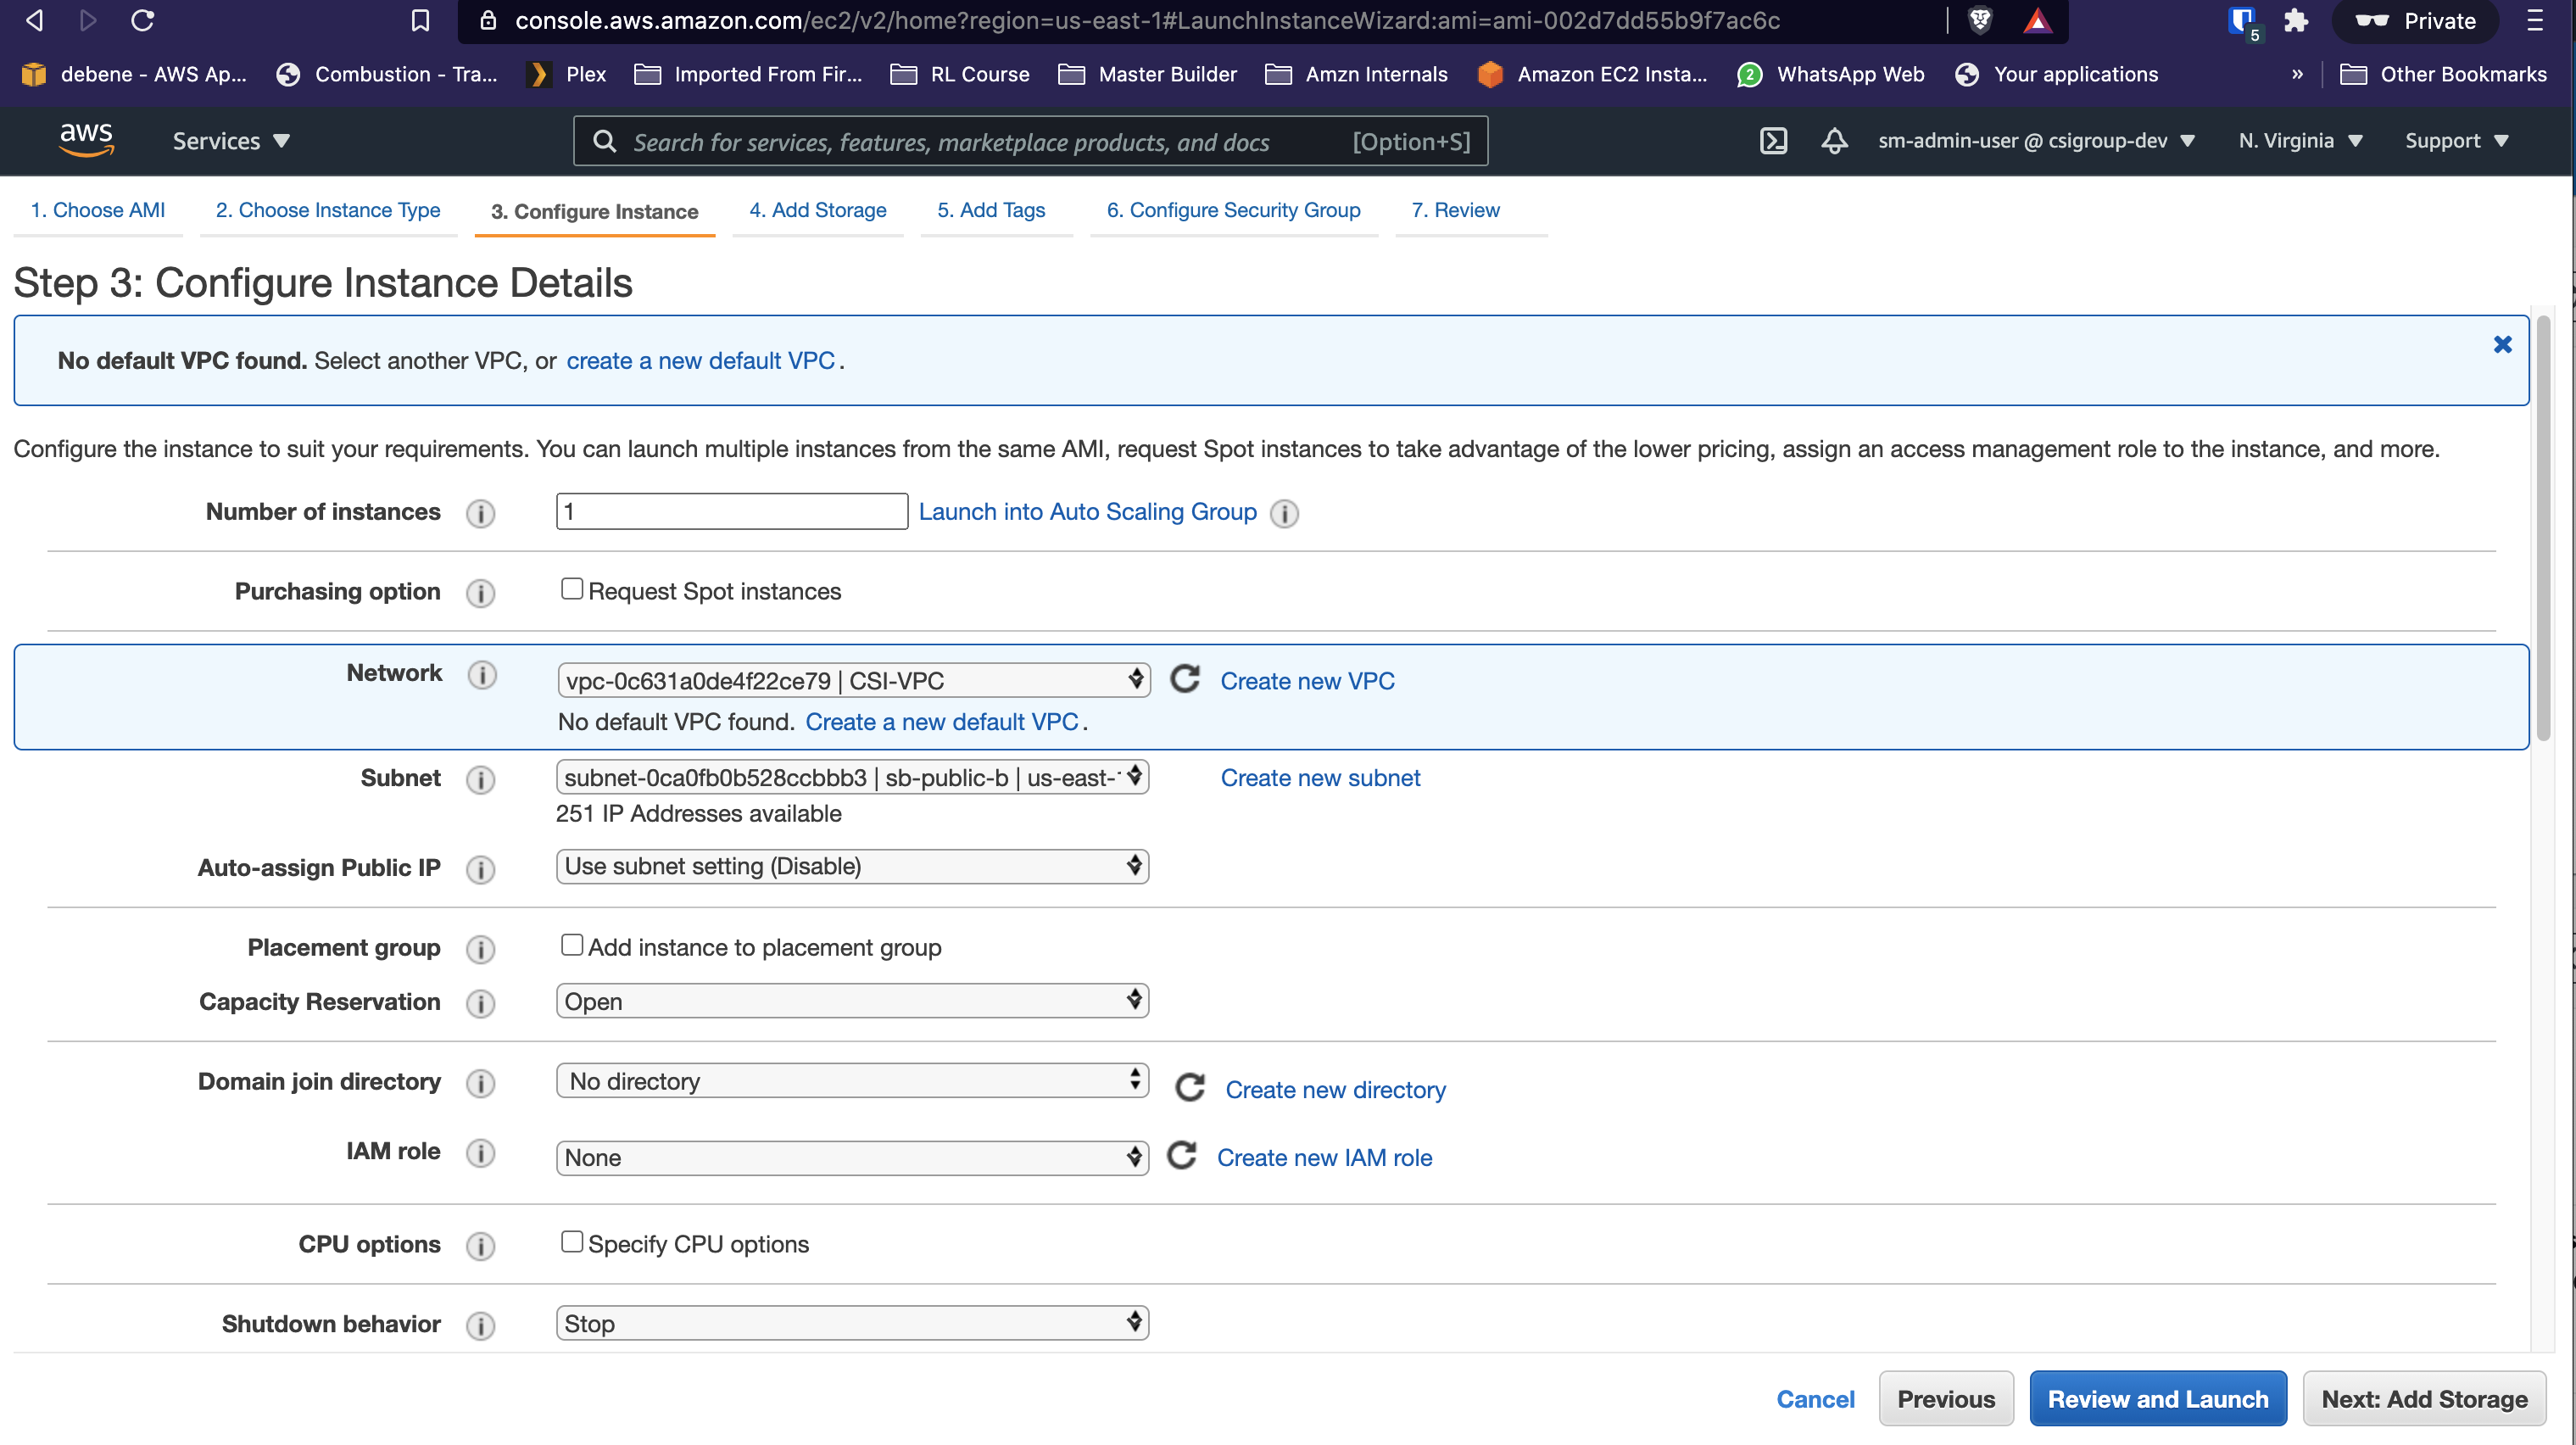 console.aws.amazon.com/ec2/v2/home?region=us-east-1#LaunchInstanceWizard:ami=ami-002d7dd55b9f7ac6c
5
Private
debene - AWS Ap...
Combustion - Tra...
Plex
Imported From Fir...
RL Course
Master Builder
Amzn Internals
Amazon EC2 Insta...
2
WhatsApp Web
Your applications
»
Other Bookmarks
aws
Services
Search for services, features, marketplace products, and docs
[Option+S]
sm-admin-user @ csigroup-dev
N. Virginia
Support
1. Choose AMI
2. Choose Instance Type
3. Configure Instance
4. Add Storage
5. Add Tags
6. Configure Security Group
7. Review
Step 3: Configure Instance Details
No default VPC found. Select another VPC, or create a new default VPC.
Configure the instance to suit your requirements. You can launch multiple instances from the same AMI, request Spot instances to take advantage of the lower pricing, assign an access management role to the instance, and more.
Number of instances
1
Launch into Auto Scaling Group
Purchasing option
Request Spot instances
Network
vpc-0c631a0de4f22ce79 | CSI-VPC
Create new VPC
No default VPC found. Create a new default VPC.
Subnet
subnet-0ca0fb0b528ccbbb3 | sb-public-b | us-east-
Create new subnet
251 IP Addresses available
Auto-assign Public IP
Use subnet setting (Disable)
Placement group
Add instance to placement group
Capacity Reservation
Open
Domain join directory
No directory
Create new directory
IAM role
None
Create new IAM role
CPU options
Specify CPU options
Shutdown behavior
Stop
Cancel
Previous
Review and Launch
Next: Add Storage